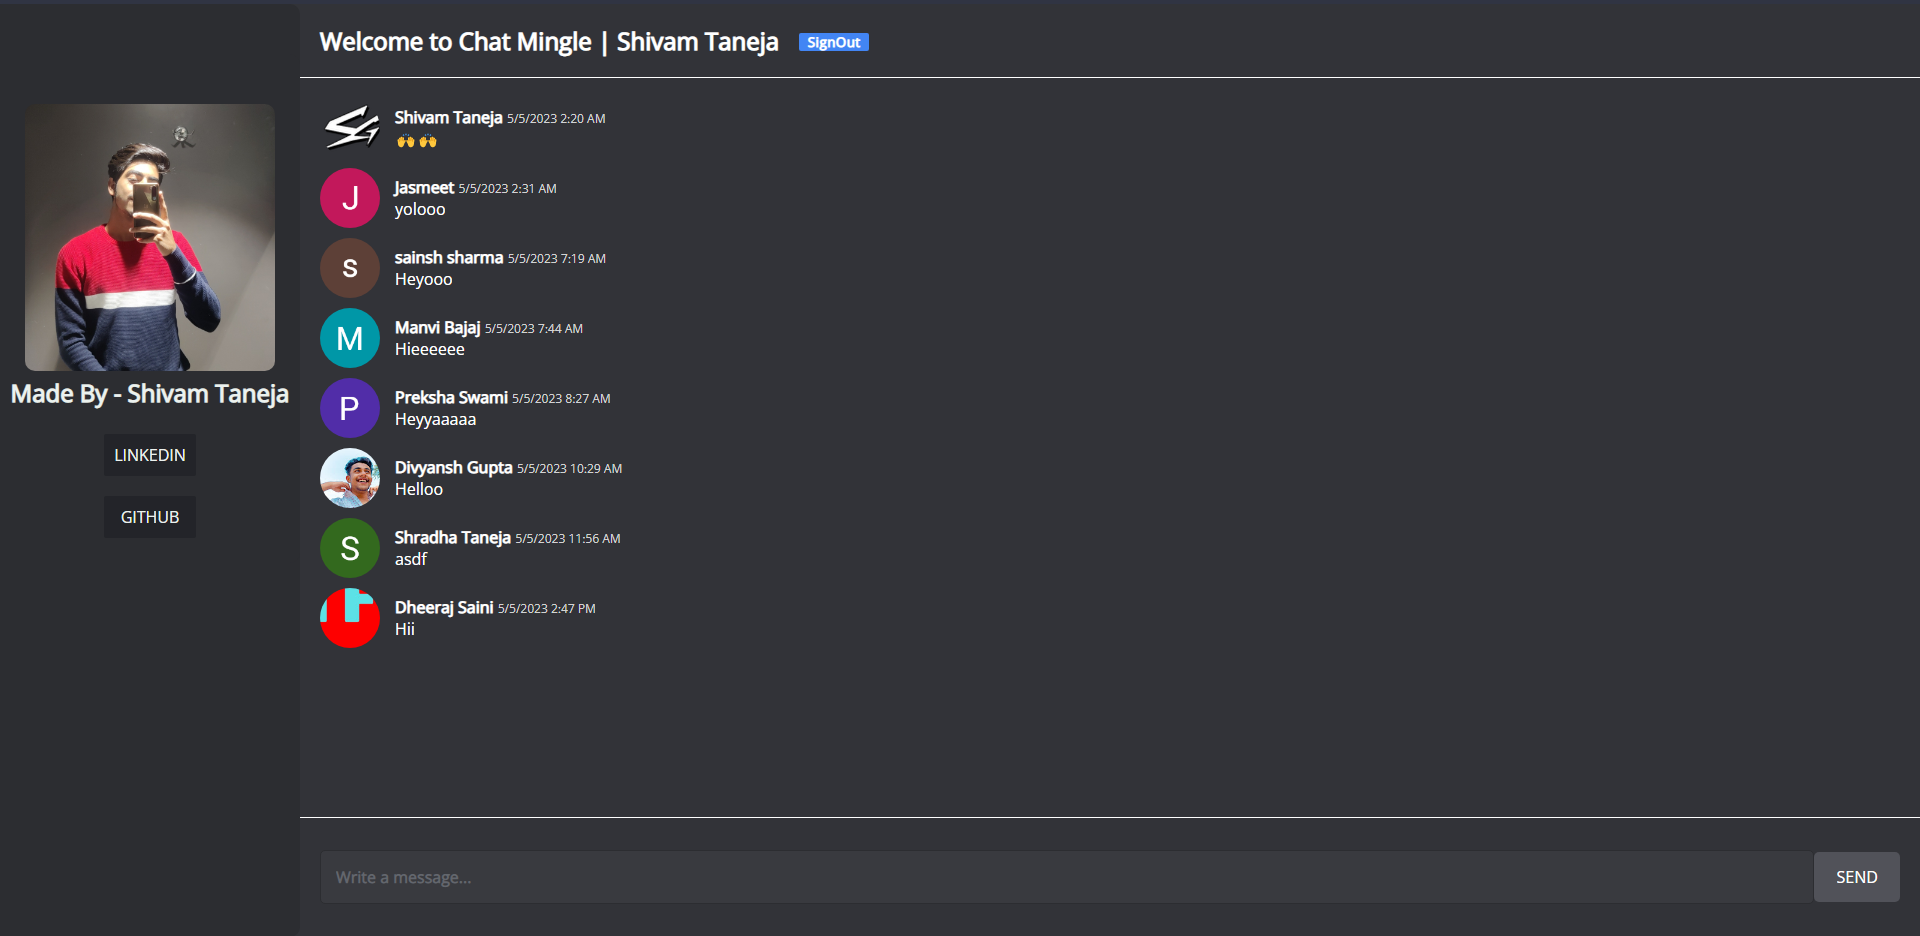 Welcome to Chat Mingle | Shivam Taneja SignOut
Made By - Shivam Taneja
LINKEDIN
GITHUB
Shivam Taneja 5/5/2023 2:20 AM
🙌 🙌
J
Jasmeet 5/5/2023 2:31 AM
yolooo
s
sainsh sharma 5/5/2023 7:19 AM
Heyooo
M
Manvi Bajaj 5/5/2023 7:44 AM
Hieeeeee
P
Preksha Swami 5/5/2023 8:27 AM
Heyyaaaaa
Divyansh Gupta 5/5/2023 10:29 AM
Helloo
S
Shradha Taneja 5/5/2023 11:56 AM
asdf
Dheeraj Saini 5/5/2023 2:47 PM
Hii
Write a message...
SEND